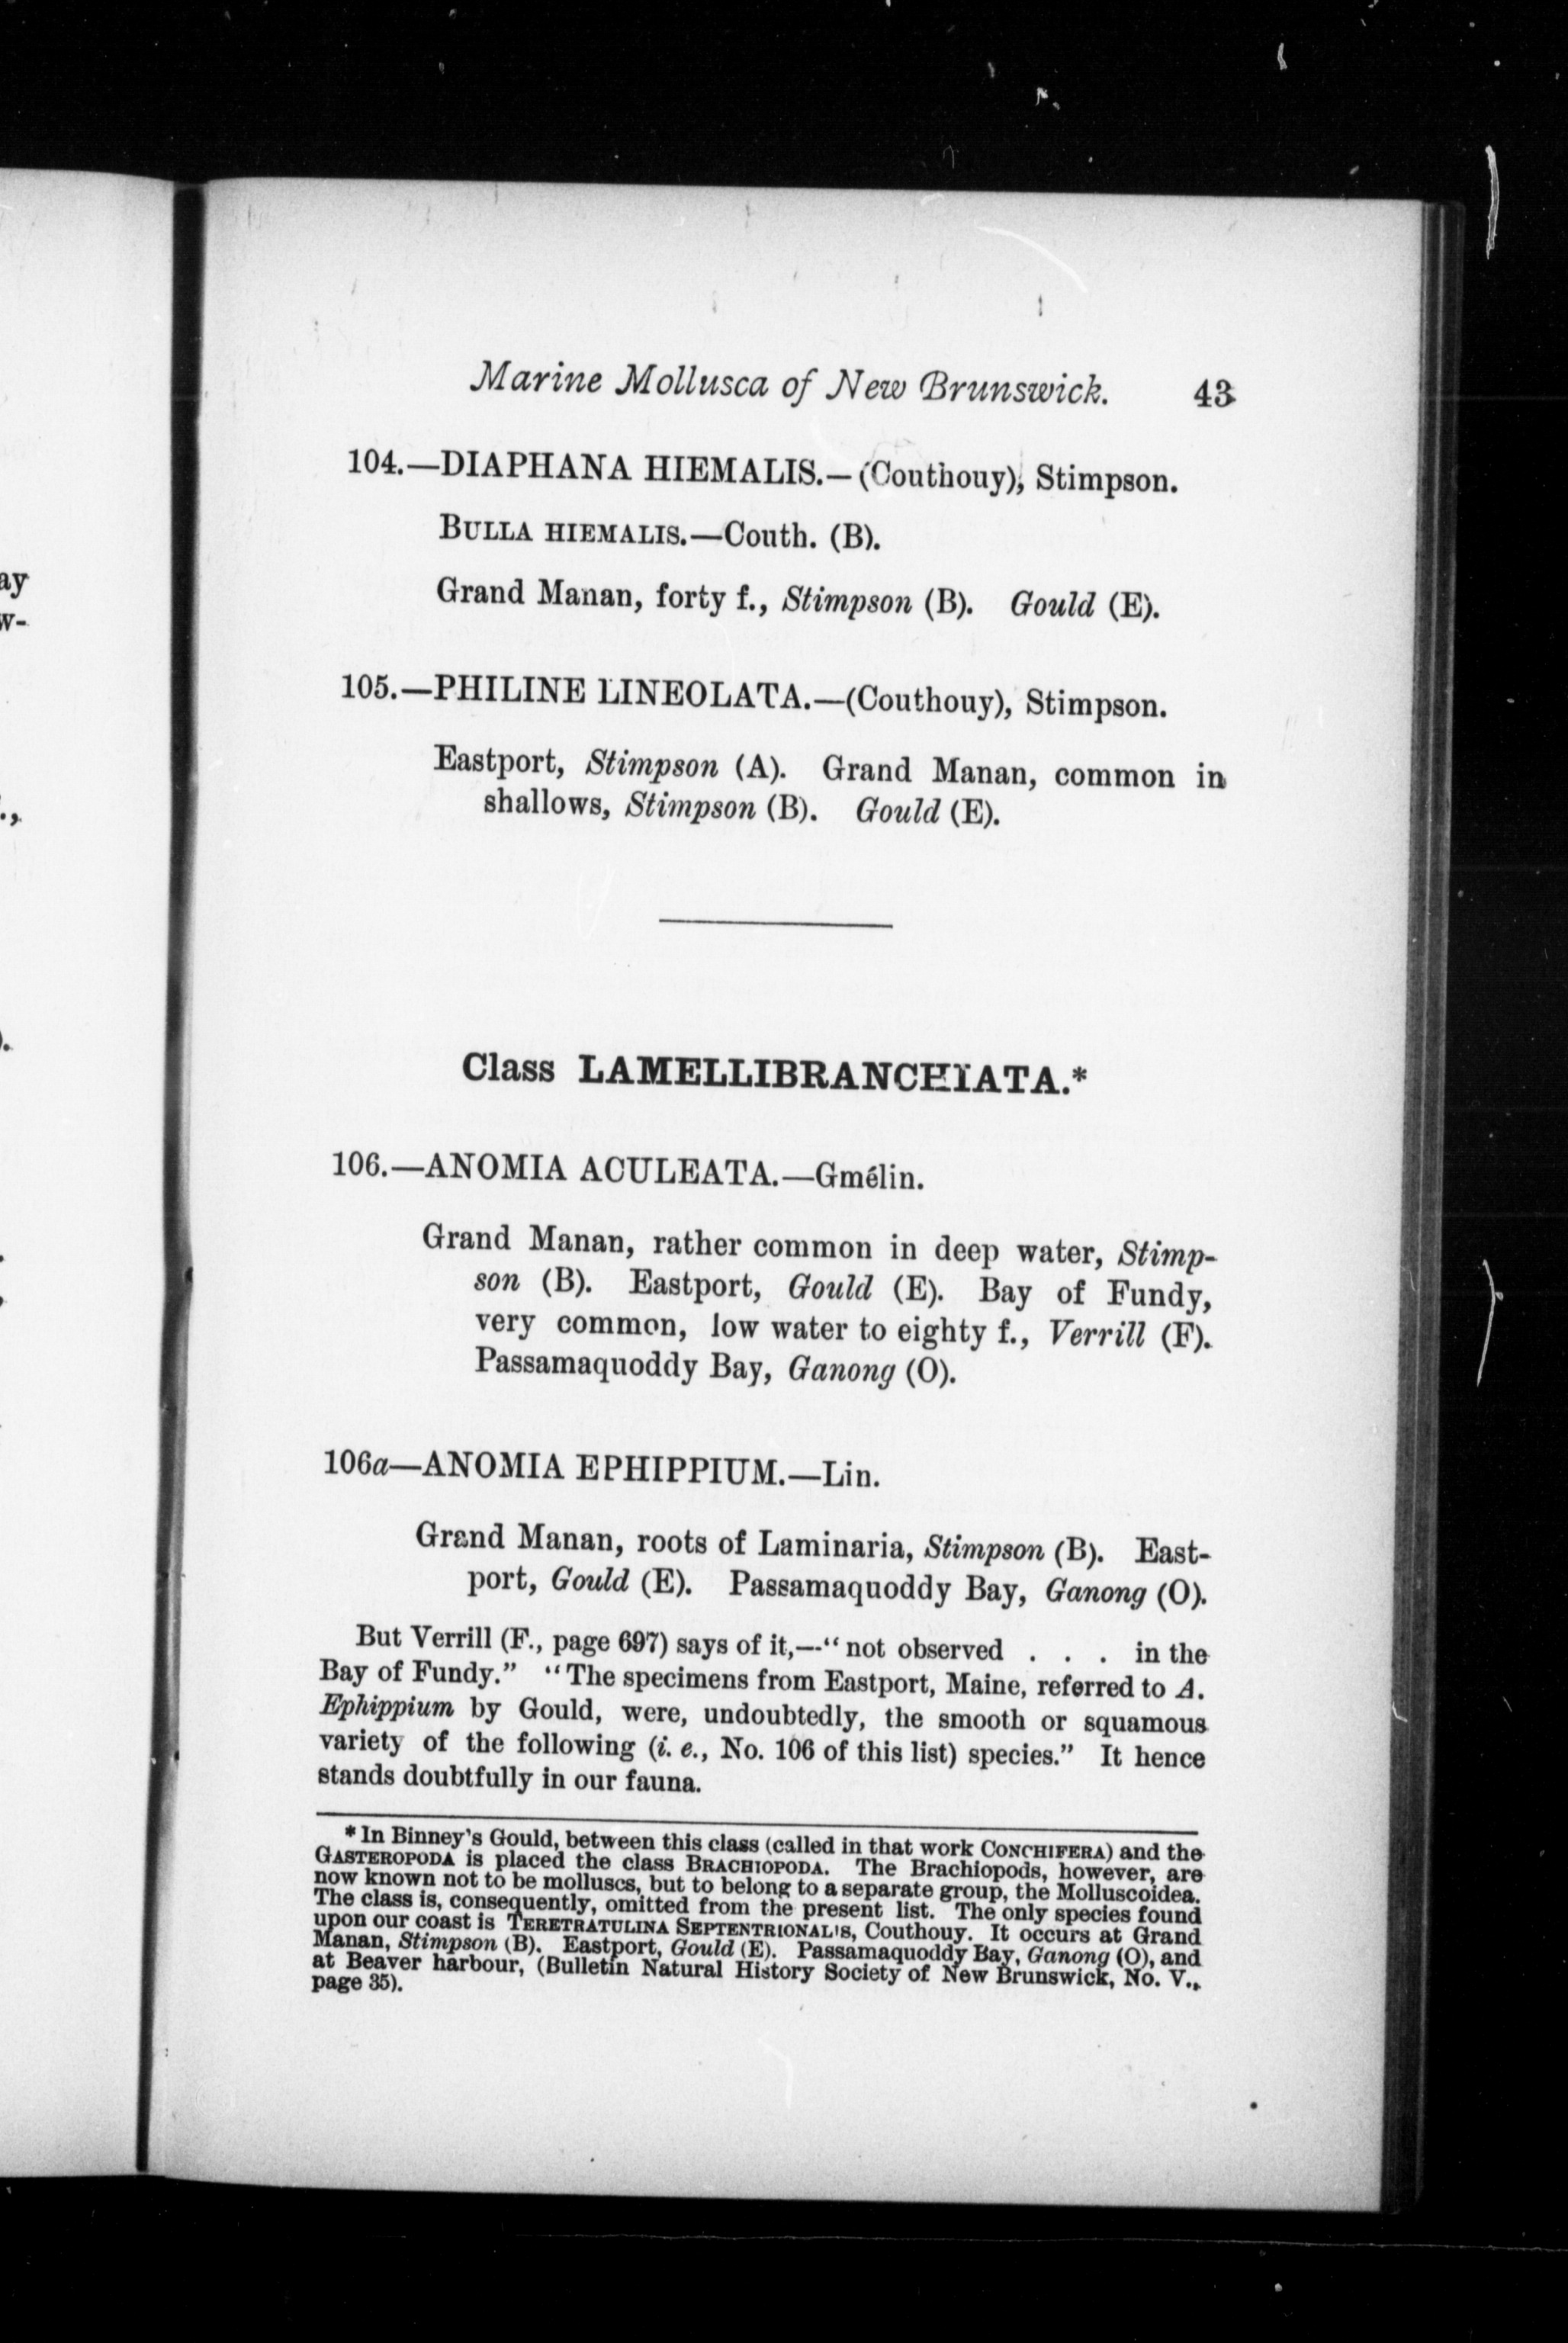 Marine Mollusca of New Brunswick. 43
104.—DIAPHANA HIEMALIS.—(Couthouy), Stimpson.
BULLA HIEMALIS.—Couth. (B).
Grand Manan, forty f., Stimpson (B). Gould (E).
105.—PHILINE LINEOLATA.—(Couthouy), Stimpson.
Eastport, Stimpson (A). Grand Manan, common in
shallows, Stimpson (B). Gould (E).
Class LAMELLIBRANCHIATA.*
106.—ANOMIA ACULEATA.—Gmélin.
Grand Manan, rather common in deep water, Stimp-
son (B). Eastport, Gould (E). Bay of Fundy,
very common, low water to eighty f., Verrill (F).
Passamaquoddy Bay, Ganong (O).
106a—ANOMIA EPHIPPIUM.—Lin.
Grand Manan, roots of Laminaria, Stimpson (B). East-
port, Gould (E). Passamaquoddy Bay, Ganong (O).
But Verrill (F., page 697) says of it,—"not observed . . . in the
Bay of Fundy." "The specimens from Eastport, Maine, referred to A.
Ephippium by Gould, were, undoubtedly, the smooth or squamous
variety of the following (i. e., No. 106 of this list) species." It hence
stands doubtfully in our fauna.
* In Binney's Gould, between this class (called in that work CONCHIFERA) and the
GASTEROPODA is placed the class BRACHIOPODA. The Brachiopods, however, are
now known not to be molluscs, but to belong to a separate group, the Molluscoidea.
The class is, consequently, omitted from the present list. The only species found
upon our coast is TERETRATULINA SEPTENTRIONALIS, Couthouy. It occurs at Grand
Manan, Stimpson (B). Eastport, Gould (E). Passamaquoddy Bay, Ganong (O), and
at Beaver harbour, (Bulletin Natural History Society of New Brunswick, No. V.,
page 35).